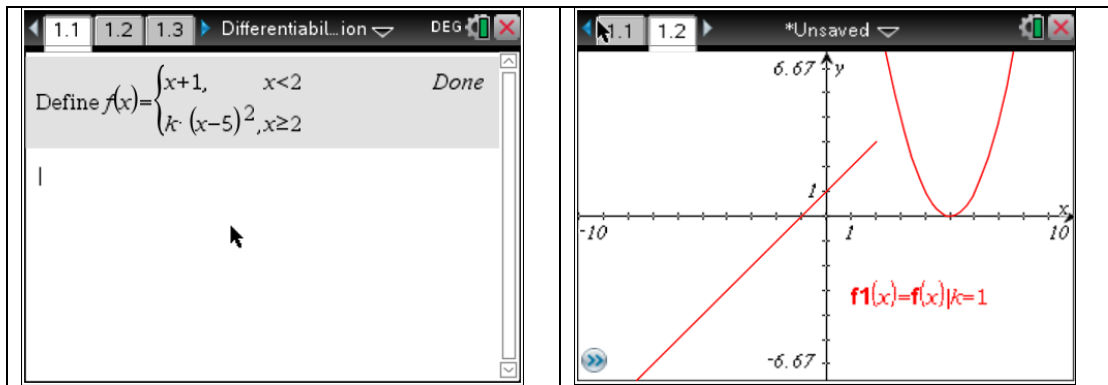 1.1 1.2 1.3 Differentiabil...ion DEG
Define f(x)={x+1, x<2 Done
k·(x−5)²,x≥2
1.1 1.2 *Unsaved
6.67 y
1
x
-10 1 10
f1(x)=f(x)|k=1
-6.67